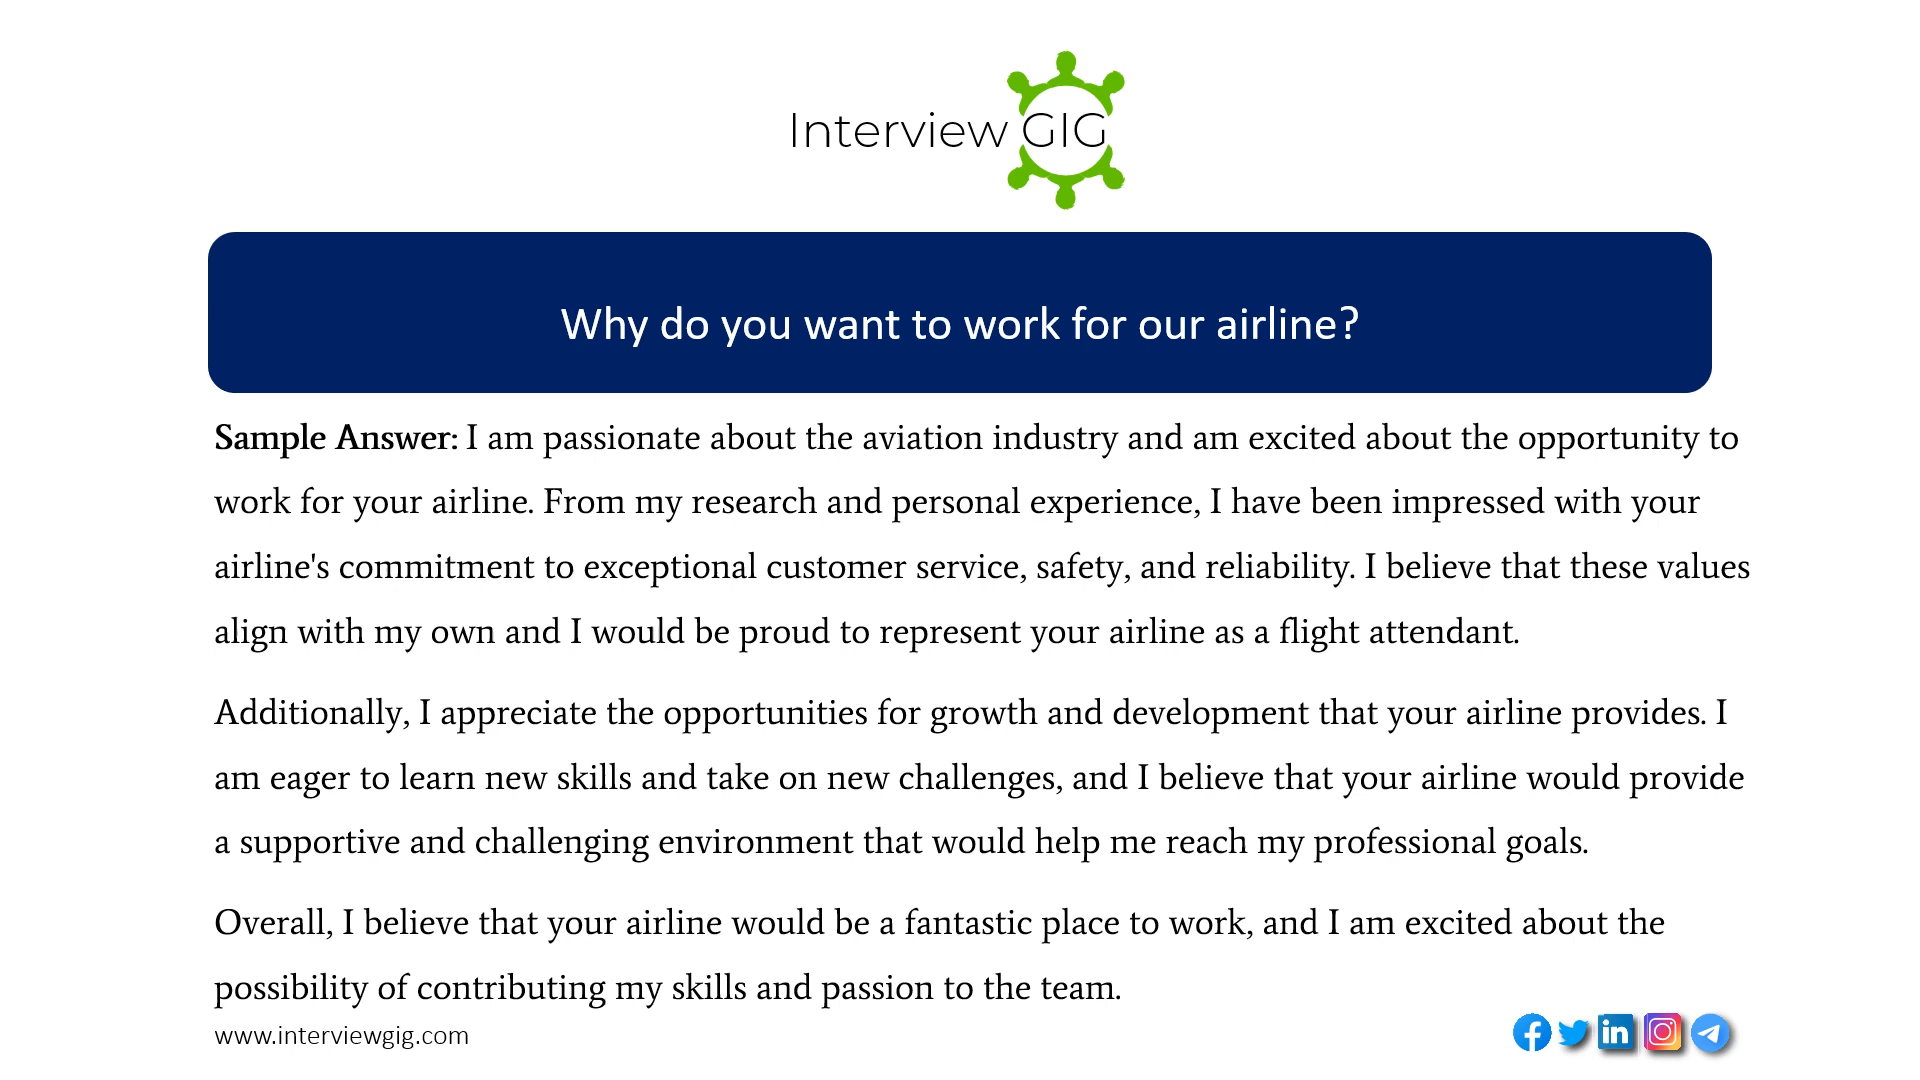 Interview GIG
Why do you want to work for our airline?
Sample Answer: I am passionate about the aviation industry and am excited about the opportunity to
work for your airline. From my research and personal experience, I have been impressed with your
airline's commitment to exceptional customer service, safety, and reliability. I believe that these values
align with my own and I would be proud to represent your airline as a flight attendant.
Additionally, I appreciate the opportunities for growth and development that your airline provides. I
am eager to learn new skills and take on new challenges, and I believe that your airline would provide
a supportive and challenging environment that would help me reach my professional goals.
Overall, I believe that your airline would be a fantastic place to work, and I am excited about the
possibility of contributing my skills and passion to the team.
www.interviewgig.com